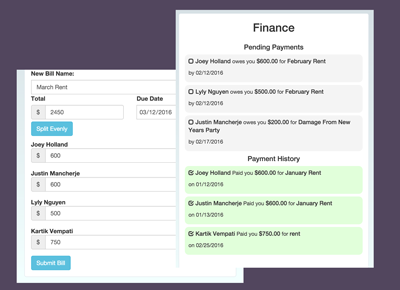 New Bill Name:
March Rent
Total
Due Date
$ 2450
03/12/2016
Split Evenly
Joey Holland
$ 600
Justin Mancherje
$ 600
Lyly Nguyen
$ 500
Kartik Vempati
$ 750
Submit Bill
Finance
Pending Payments
Joey Holland owes you $600.00 for February Rent
by 02/12/2016
Lyly Nguyen owes you $500.00 for February Rent
by 02/12/2016
Justin Mancherje owes you $200.00 for Damage From New
Years Party
by 02/17/2016
Payment History
Joey Holland Paid you $600.00 for January Rent
on 01/12/2016
Justin Mancherje Paid you $600.00 for January Rent
on 01/13/2016
Kartik Vempati Paid you $750.00 for rent
on 02/25/2016